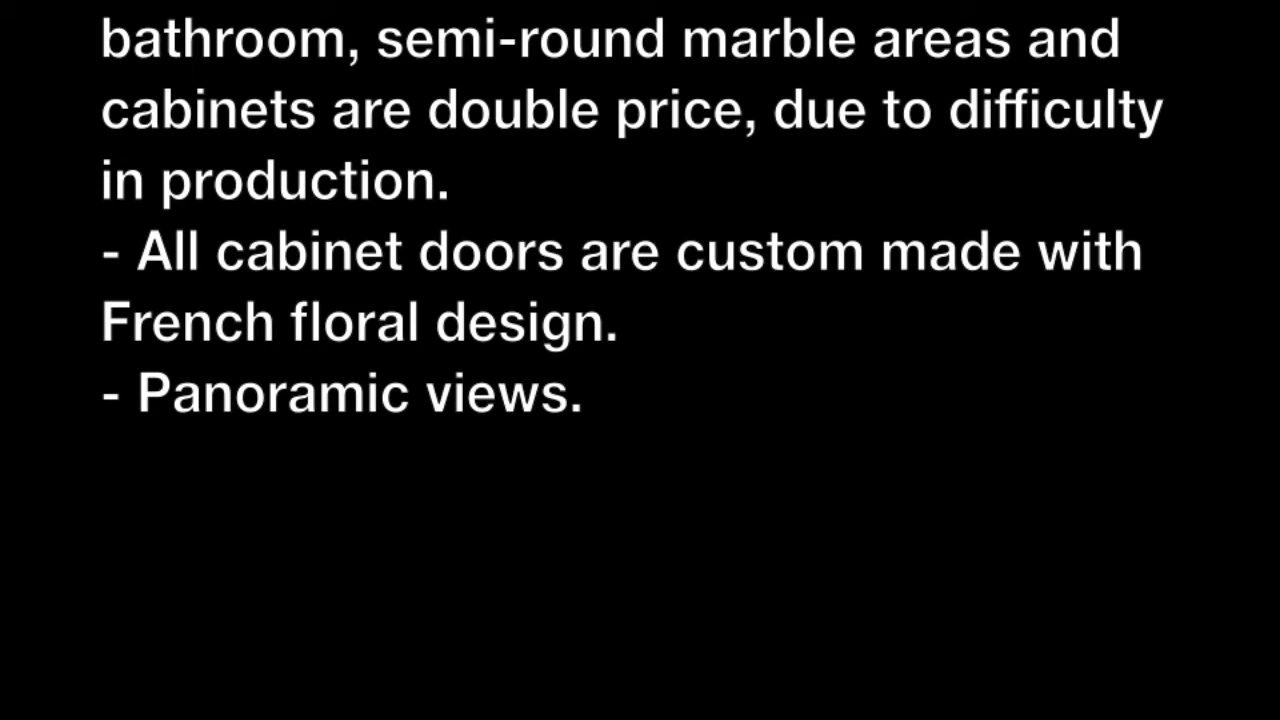 bathroom, semi-round marble areas and
cabinets are double price, due to difficulty
in production.
- All cabinet doors are custom made with
French floral design.
- Panoramic views.